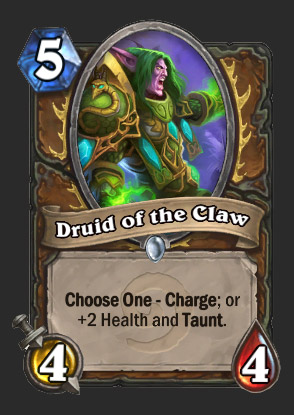 5
Druid of the Claw
Choose One - Charge; or
+2 Health and Taunt.
4
4